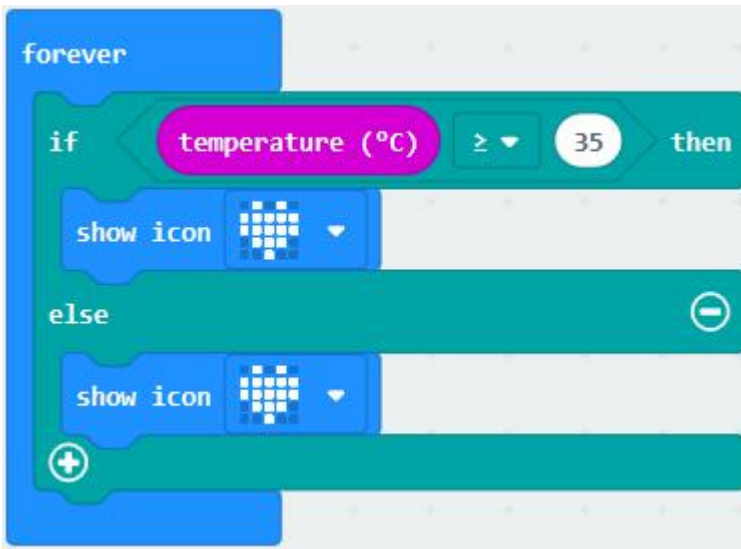 forever
if temperature (°C) ≥ 35 then
show icon
else
show icon